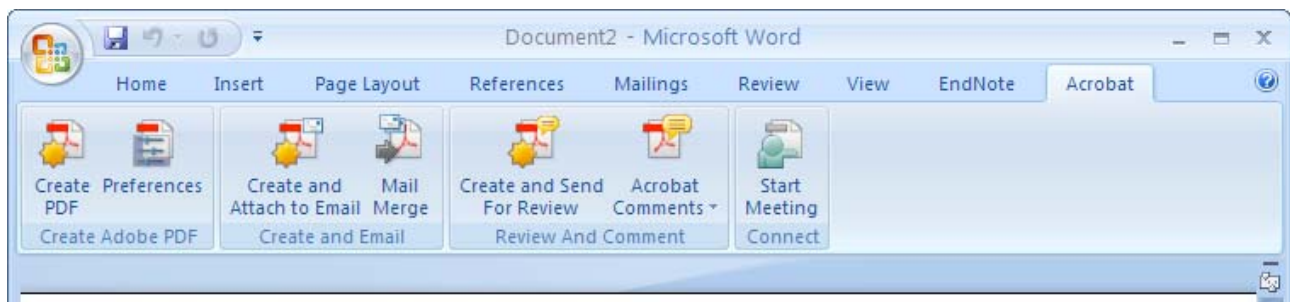 Document2 - Microsoft Word
Home Insert Page Layout References Mailings Review View EndNote Acrobat
Create PDF
Preferences
Create and Attach to Email
Mail Merge
Create and Send For Review
Acrobat Comments
Start Meeting
Create Adobe PDF
Create and Email
Review And Comment
Connect